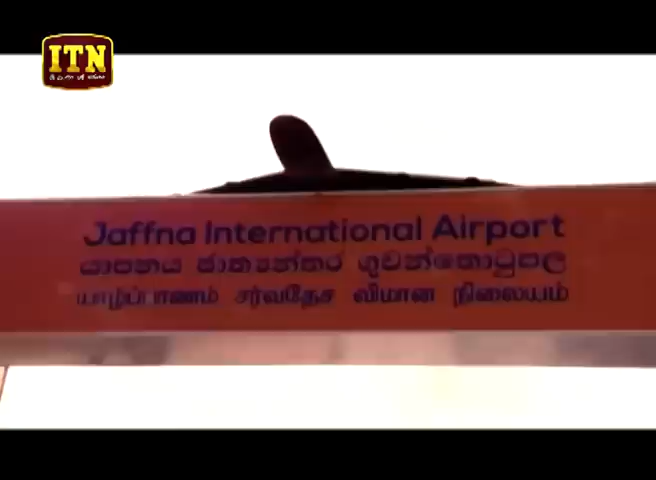 ITN
Jaffna International Airport
යාපනය ජාත්‍යන්තර ගුවන්තොටුපල
யாழ்ப்பாணம் சர்வதேச விமான நிலையம்